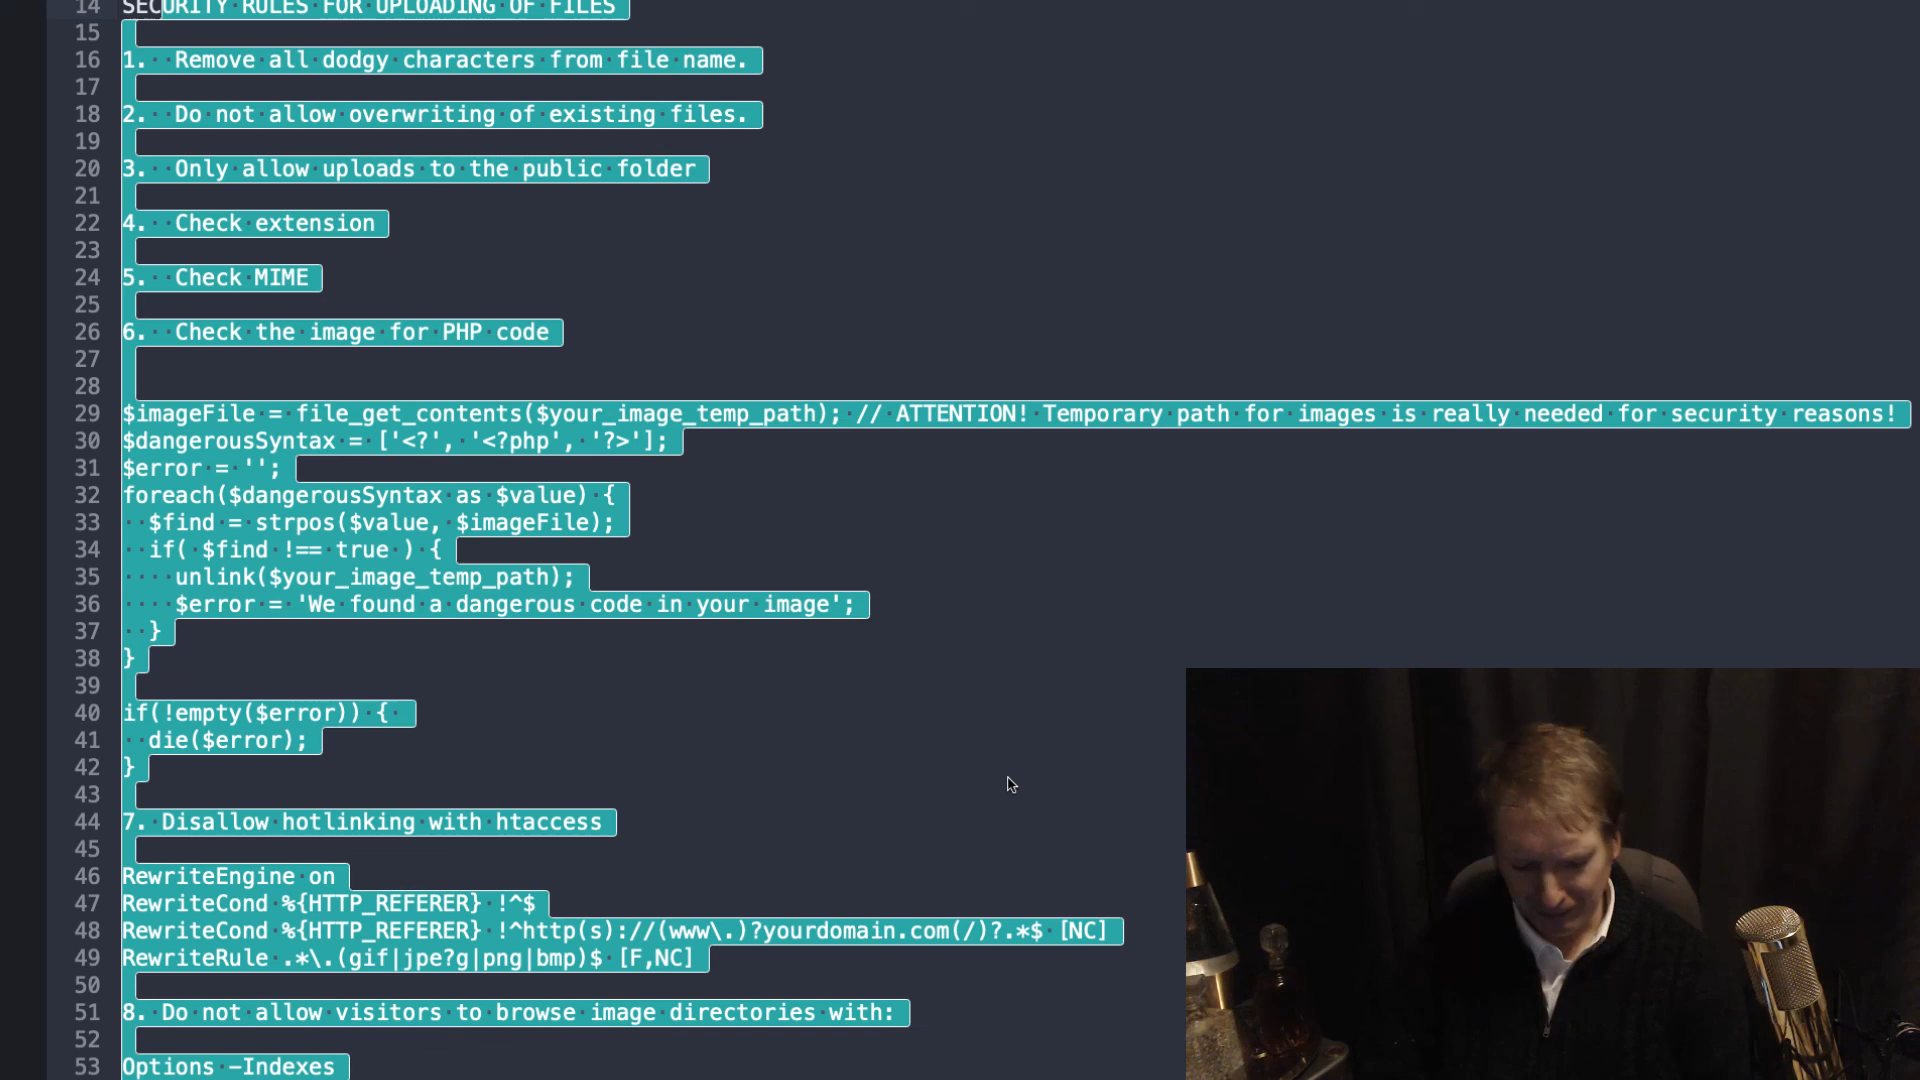 14 SECURITY RULES FOR UPLOADING OF FILES
15
16 1. Remove all dodgy characters from file name.
17
18 2. Do not allow overwriting of existing files.
19
20 3. Only allow uploads to the public folder
21
22 4. Check extension
23
24 5. Check MIME
25
26 6. Check the image for PHP code
27
28
29 $imageFile = file_get_contents($your_image_temp_path); // ATTENTION! Temporary path for images is really needed for security reasons!
30 $dangerousSyntax = ['<?', '<?php', '?>'];
31 $error = '';
32 foreach($dangerousSyntax as $value) {
33   $find = strpos($value, $imageFile);
34   if( $find !== true ) {
35     unlink($your_image_temp_path);
36     $error = 'We found a dangerous code in your image';
37   }
38 }
39
40 if(!empty($error)) {
41   die($error);
42 }
43
44 7. Disallow hotlinking with htaccess
45
46 RewriteEngine on
47 RewriteCond %{HTTP_REFERER} !^$
48 RewriteCond %{HTTP_REFERER} !^http(s)://(www\.)?yourdomain.com(/)?.*$ [NC]
49 RewriteRule .*\.(gif|jpe?g|png|bmp)$ [F,NC]
50
51 8. Do not allow visitors to browse image directories with:
52
53 Options -Indexes